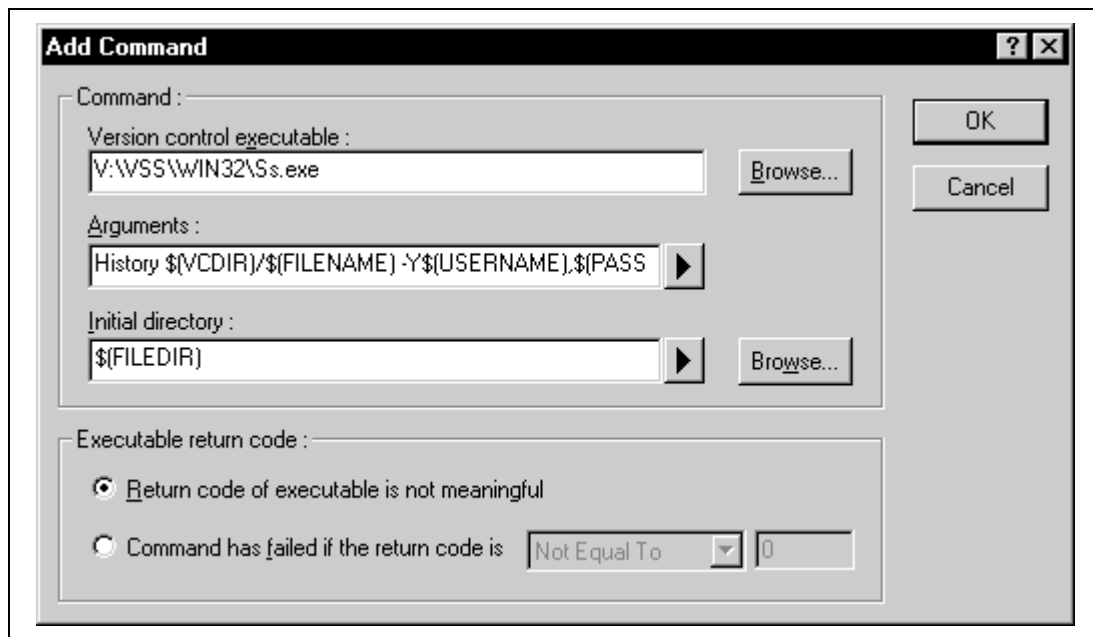 Add Command
Command :
Version control executable :
V:\VSS\WIN32\Ss.exe
Browse...
OK
Cancel
Arguments :
History $(VCDIR)/$(FILENAME) -Y$(USERNAME),$(PASS
Initial directory :
$(FILEDIR)
Browse...
Executable return code :
Return code of executable is not meaningful
Command has failed if the return code is Not Equal To 0